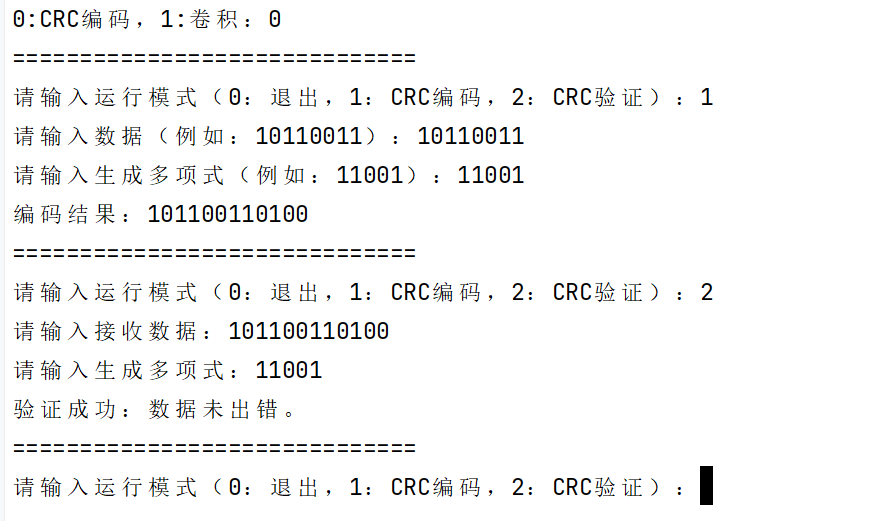 0:CRC编码，1:卷积：0
==============================
请输入运行模式（0：退出，1：CRC编码，2：CRC验证）：1
请输入数据（例如：10110011）：10110011
请输入生成多项式（例如：11001）：11001
编码结果：101100110100
==============================
请输入运行模式（0：退出，1：CRC编码，2：CRC验证）：2
请输入接收数据：101100110100
请输入生成多项式：11001
验证成功：数据未出错。
==============================
请输入运行模式（0：退出，1：CRC编码，2：CRC验证）：